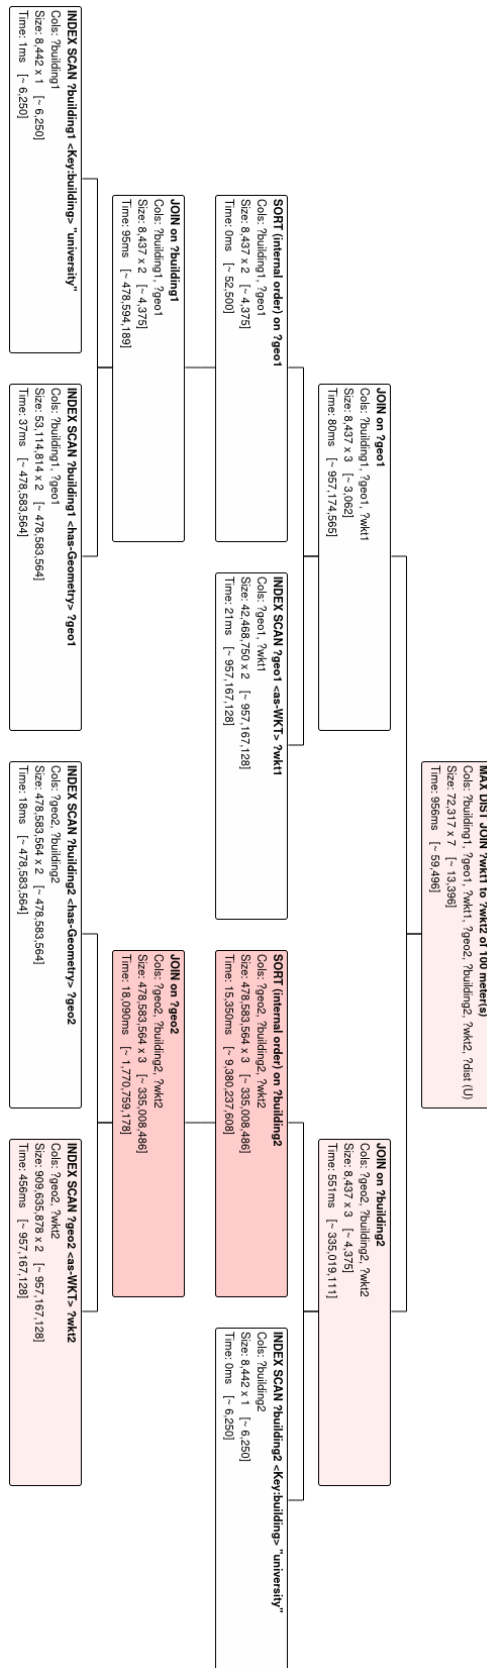 MAX DIST JOIN ?wkt1 to ?wkt2 of 100 meter(s)
Cols: ?building1, ?geo1, ?wkt1, ?geo2, ?building2, ?wkt2, ?dist (U)
Size: 72,317 x 7 [~ 13,396]
Time: 956ms [~ 59,496]
JOIN on ?geo1
Cols: ?building1, ?geo1, ?wkt1
Size: 8,437 x 3 [~ 3,062]
Time: 80ms [~ 957,174,565]
JOIN on ?building2
Cols: ?geo2, ?building2, ?wkt2
Size: 8,437 x 3 [~ 4,375]
Time: 551ms [~ 335,019,111]
SORT (internal order) on ?geo1
Cols: ?building1, ?geo1
Size: 8,437 x 2 [~ 4,375]
Time: 0ms [~ 52,500]
INDEX SCAN ?geo1 <as-WKT> ?wkt1
Cols: ?geo1, ?wkt1
Size: 42,468,750 x 2 [~ 957,167,128]
Time: 21ms [~ 957,167,128]
SORT (internal order) on ?building2
Cols: ?geo2, ?building2, ?wkt2
Size: 478,583,564 x 3 [~ 335,008,486]
Time: 15,350ms [~ 9,380,237,608]
INDEX SCAN ?building2 <Key:building> "university"
Cols: ?building2
Size: 8,442 x 1 [~ 6,250]
Time: 0ms [~ 6,250]
JOIN on ?building1
Cols: ?building1, ?geo1
Size: 8,437 x 2 [~ 4,375]
Time: 95ms [~ 478,594,189]
JOIN on ?geo2
Cols: ?geo2, ?building2, ?wkt2
Size: 478,583,564 x 3 [~ 335,008,486]
Time: 18,090ms [~ 1,770,759,178]
INDEX SCAN ?building1 <Key:building> "university"
Cols: ?building1
Size: 8,442 x 1 [~ 6,250]
Time: 1ms [~ 6,250]
INDEX SCAN ?building1 <has-Geometry> ?geo1
Cols: ?building1, ?geo1
Size: 53,114,814 x 2 [~ 478,583,564]
Time: 37ms [~ 478,583,564]
INDEX SCAN ?building2 <has-Geometry> ?geo2
Cols: ?geo2, ?building2
Size: 478,583,564 x 2 [~ 478,583,564]
Time: 18ms [~ 478,583,564]
INDEX SCAN ?geo2 <as-WKT> ?wkt2
Cols: ?geo2, ?wkt2
Size: 909,635,878 x 2 [~ 957,167,128]
Time: 456ms [~ 957,167,128]